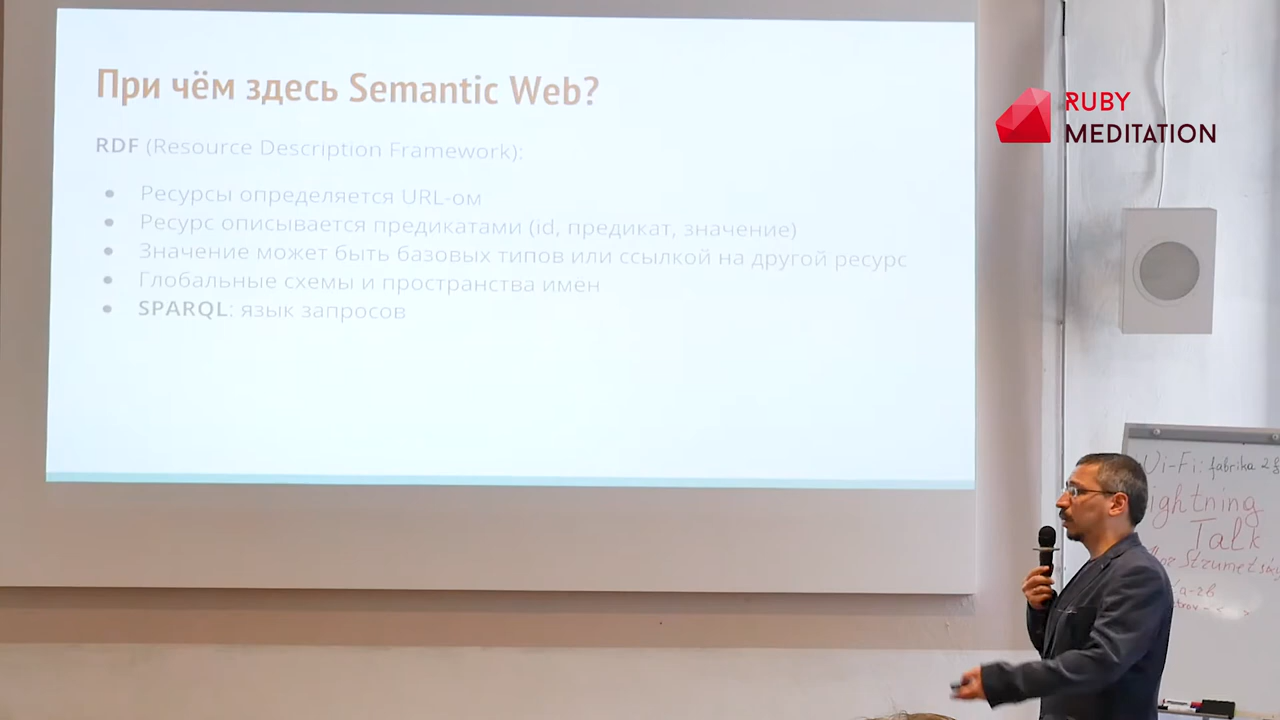 При чём здесь Semantic Web?
RDF (Resource Description Framework):
● Ресурсы определяется URL-ом
● Ресурс описывается предикатами (id, предикат, значение)
● Значение может быть базовых типов или ссылкой на другой ресурс
● Глобальные схемы и пространства имён
● SPARQL: язык запросов
RUBY
MEDITATION
Wi-Fi: fabrika
ightning
Talk